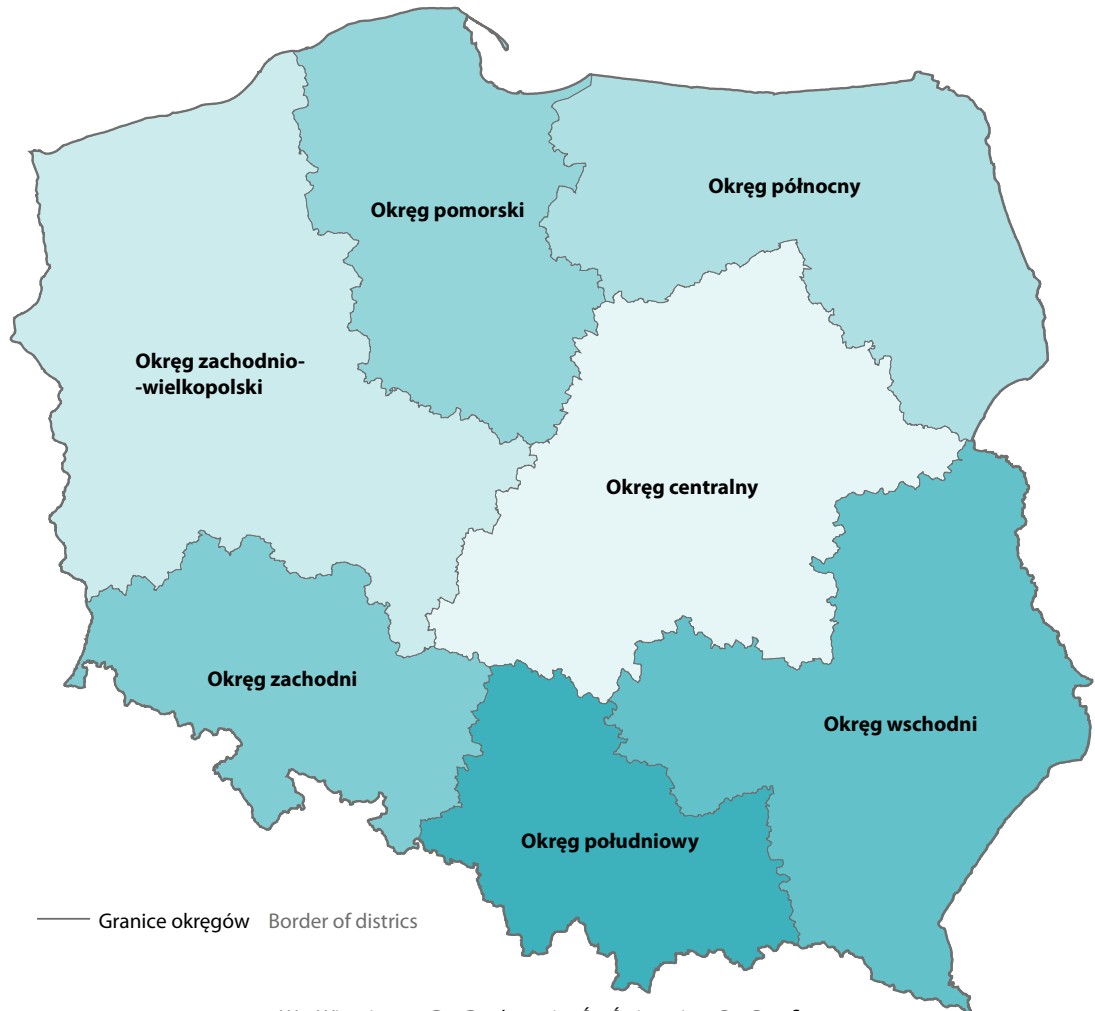 Okręg północny
Okręg pomorski
Okręg zachodnio-
-wielkopolski
Okręg centralny
Okręg zachodni
Okręg wschodni
Okręg południowy
Granice okręgów Border of districs